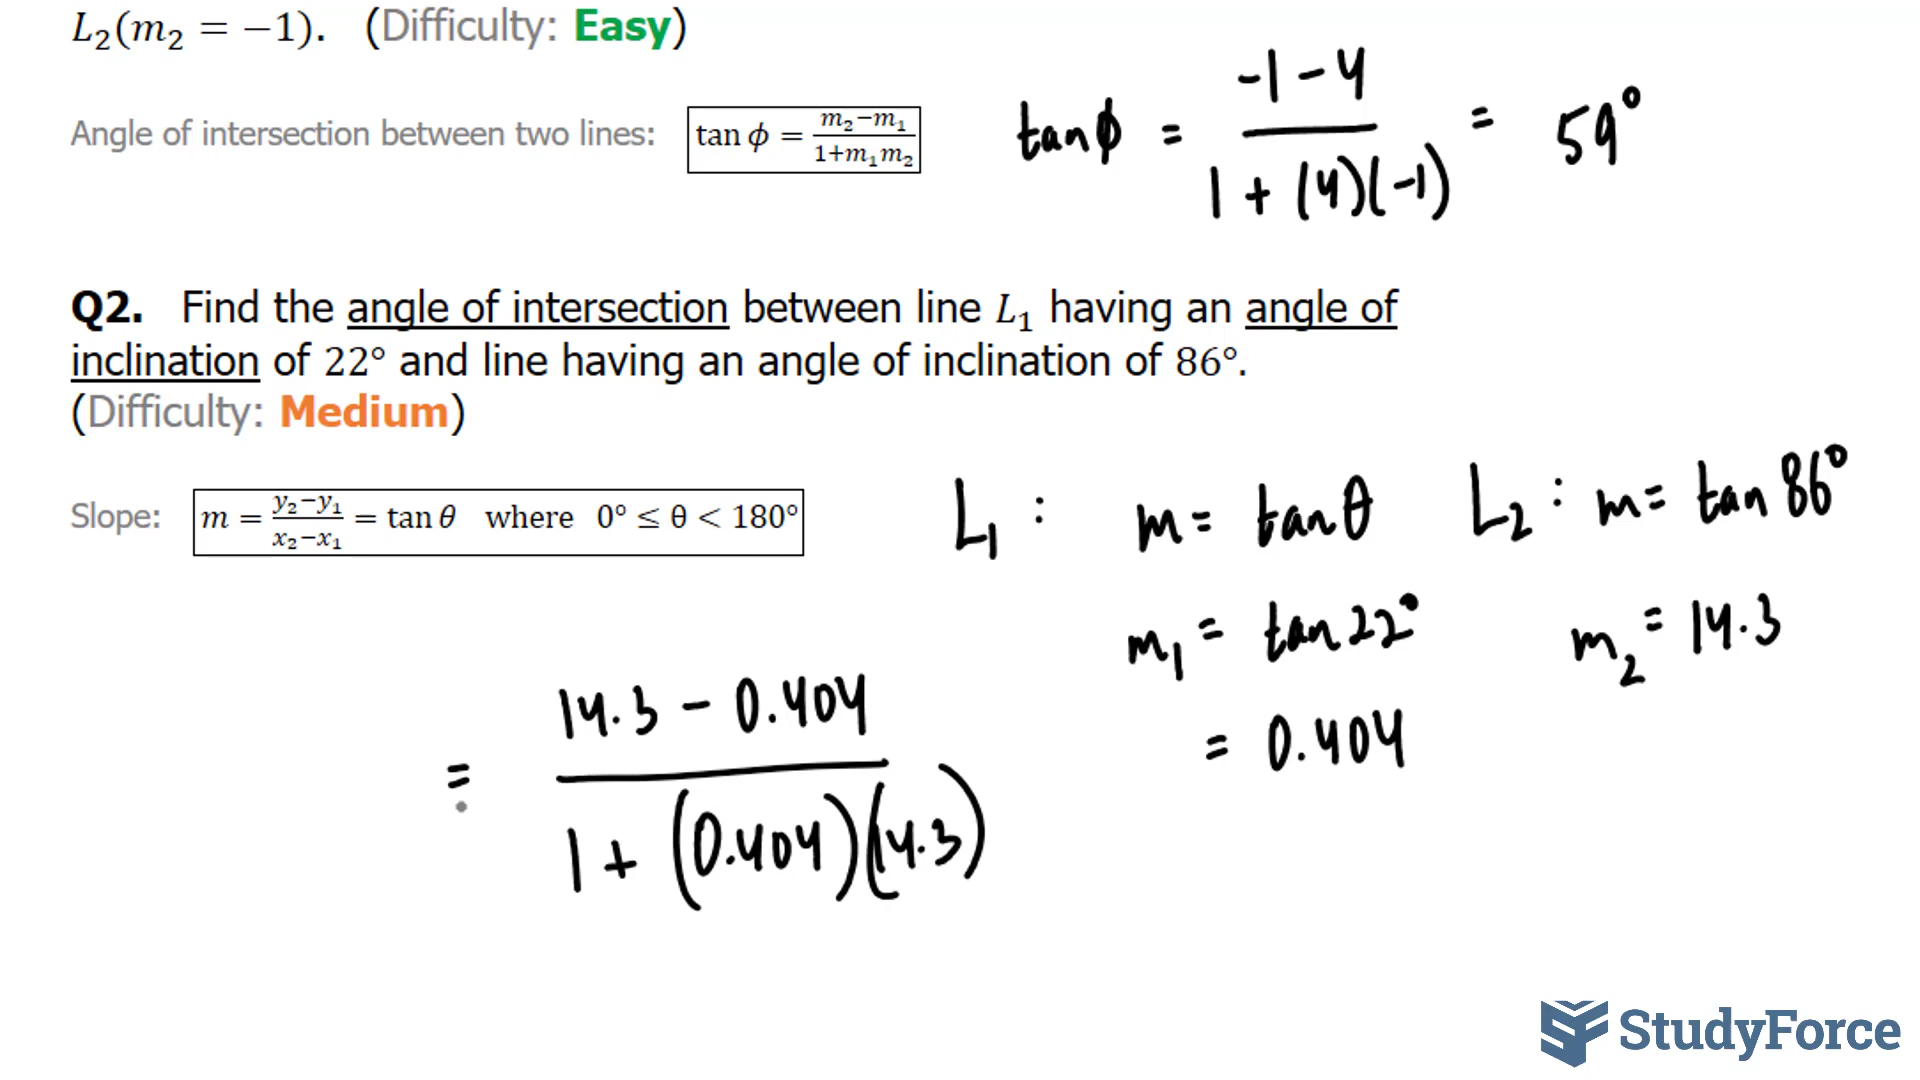 L₂(m₂ = −1). (Difficulty: Easy)
Angle of intersection between two lines: tan ϕ = (m₂−m₁)/(1+m₁m₂)
tanϕ = (-1 - 4)/(1 + (4)(-1)) = 59°
Q2. Find the angle of intersection between line L₁ having an angle of
inclination of 22° and line having an angle of inclination of 86°.
(Difficulty: Medium)
Slope: m = (y₂−y₁)/(x₂−x₁) = tan θ where 0° ≤ θ < 180°
L₁ : m = tanθ
m₁ = tan22°
= 0.404
L₂ : m = tan 86°
m₂ = 14.3
= (14.3 - 0.404)/(1 + (0.404)(14.3))
StudyForce